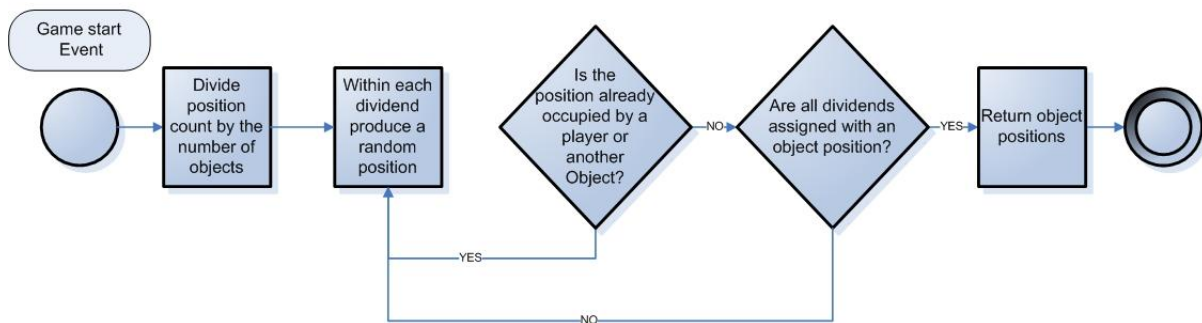 Game start
Event
Divide
position
count by the
number of
objects
Within each
dividend
produce a
random
position
Is the
position already
occupied by a
player or
another
Object?
NO
Are all dividends
assigned with an
object position?
YES
Return object
positions
YES
NO